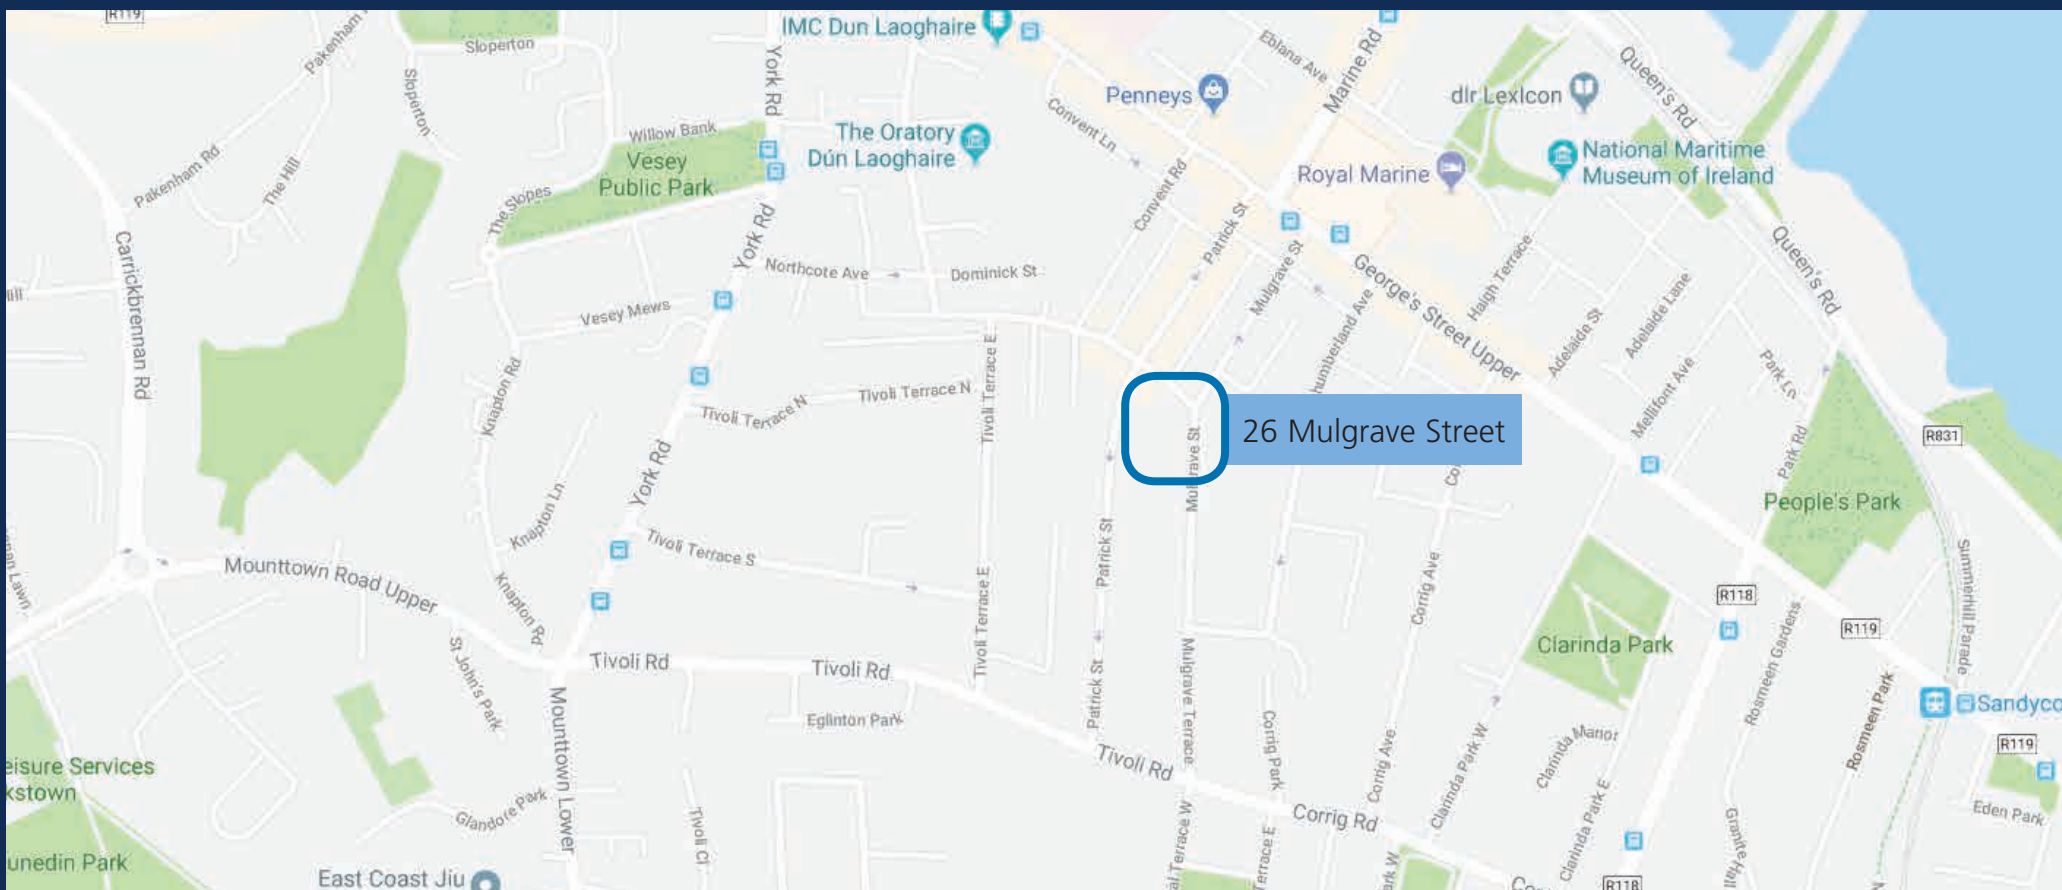 R119
Pakenham
Sloperton
Sloperton
York Rd
IMC Dun Laoghaire
Eblana Ave
Marine Rd
Queen's Rd
Penneys
dlr LexIcon
Convent Ln
Willow Bank
Vesey
Public Park
The Oratory
Dún Laoghaire
Pakenham Rd
The Hill
The Slopes
National Maritime
Museum of Ireland
Royal Marine
Convent Rd
Patrick St
York Rd
Carrickbrennan Rd
Northcote Ave
Dominick St
Mulgrave St
George's Street Upper
Haigh Terrace
Queen's Rd
Adelaide St
Adelaide Lane
Vesey Mews
Knapton Rd
Tivoli Terrace E
Tivoli Terrace N
Tivoli Terrace N
humberland Ave
Mellifont Ave
Park Ln
26 Mulgrave Street
Mulgrave St
Park Rd
R831
York Rd
Knapton Ln
People's Park
Mounttown Road Upper
Tivoli Terrace S
Knapton Rd
Tivoli Terrace E
Patrick St
Corrig Ave
R118
R119
Summerhill Parade
Clarinda Park
Rosmeen Gardens
St John's Park
Tivoli Rd
Tivoli Rd
Patrick St
Mulgrave Terrace
Eglinton Park
Corrig Park
Corrig Ave
Clarinda Park W
Clarinda Manor
Rosmeen Park
Sandyco
R119
Mounttown Lower
Tivoli Rd
eisure Services
kstown
Glandore Park
Tivoli Cl
Corrig Rd
Clarinda Park E
Eden Park
Terrace W
Terrace E
ark W
unedin Park
East Coast Jiu
R118